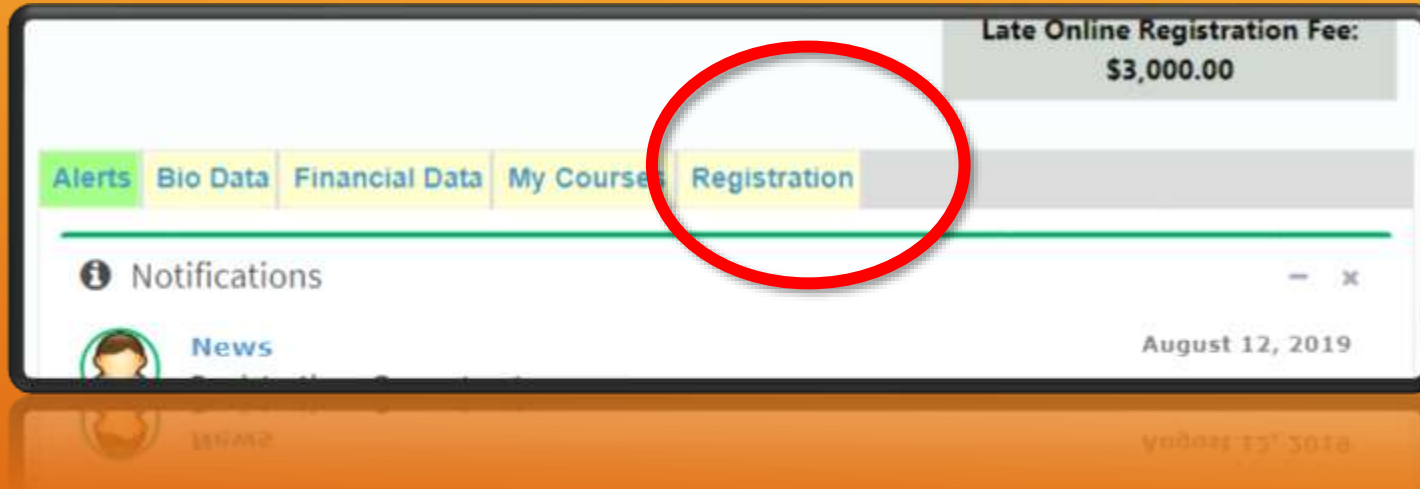 Late Online Registration Fee:
$3,000.00
Alerts Bio Data Financial Data My Courses Registration
Notifications
News August 12, 2019